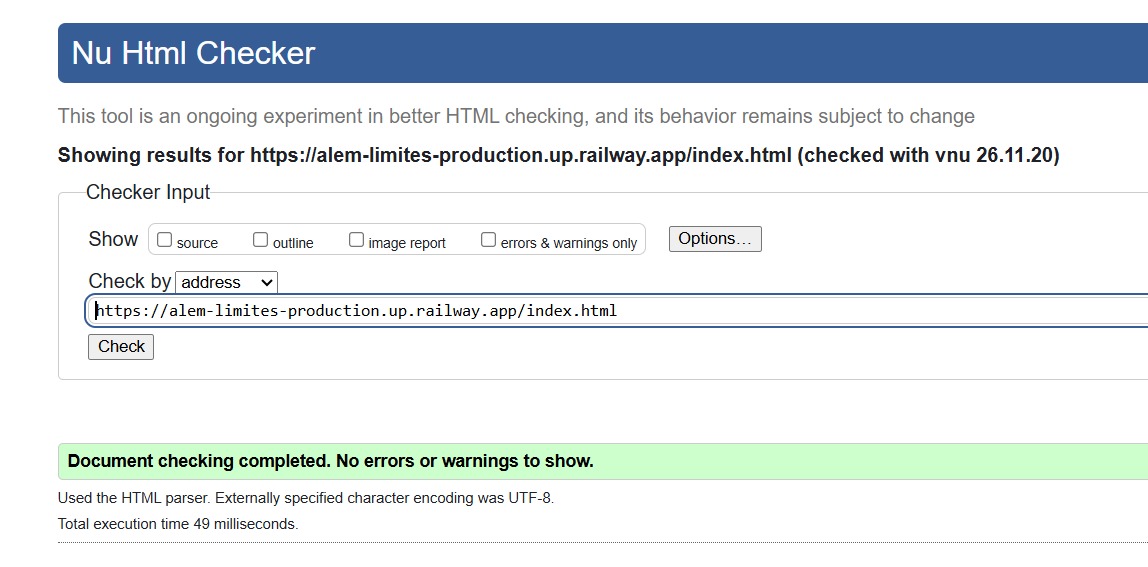 Nu Html Checker
This tool is an ongoing experiment in better HTML checking, and its behavior remains subject to change
Showing results for https://alem-limites-production.up.railway.app/index.html (checked with vnu 26.11.20)
Checker Input
Show source outline image report errors & warnings only Options...
Check by address
https://alem-limites-production.up.railway.app/index.html
Check
Document checking completed. No errors or warnings to show.
Used the HTML parser. Externally specified character encoding was UTF-8.
Total execution time 49 milliseconds.